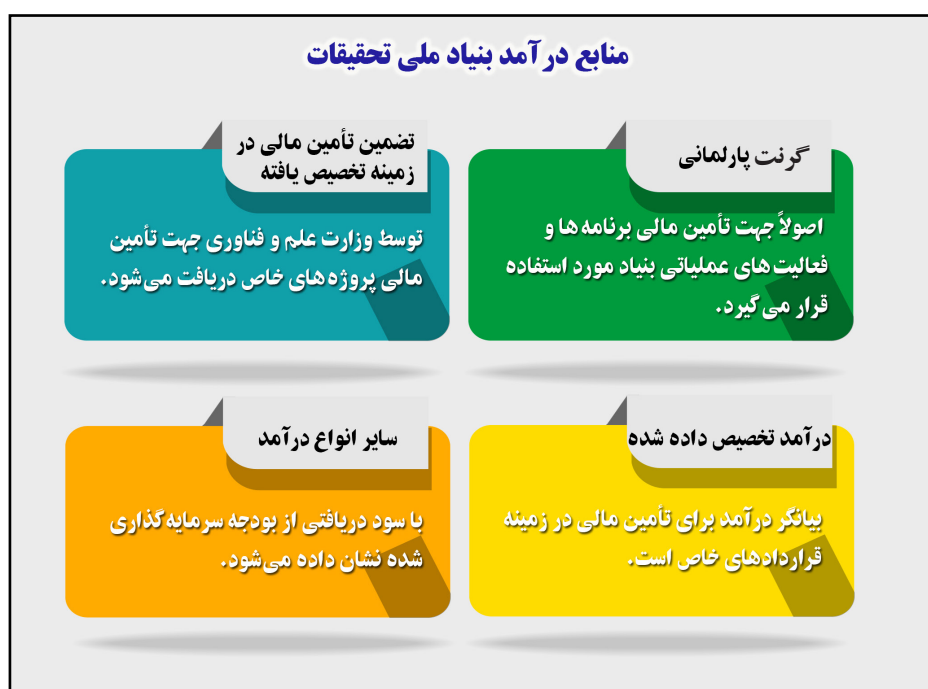 منابع درآمد بنیاد ملی تحقیقات
گرنت پارلمانی
اصولاً جهت تأمین مالی برنامه ها و
فعالیت های عملیاتی بنیاد مورد استفاده
قرار می گیرد.
تضمین تأمین مالی در
زمینه تخصیص یافته
توسط وزارت علم و فناوری جهت تأمین
مالی پروژه های خاص دریافت می شود.
درآمد تخصیص داده شده
بیانگر درآمد برای تأمین مالی در زمینه
قراردادهای خاص است.
سایر انواع درآمد
با سود دریافتی از بودجه سرمایه گذاری
شده نشان داده می شود.